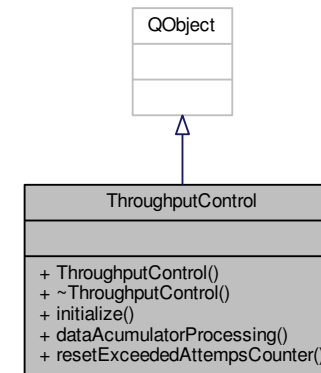 QObject
ThroughputControl
+ ThroughputControl()
+ ~ThroughputControl()
+ initialize()
+ dataAcumulatorProcessing()
+ resetExceededAttempsCounter()